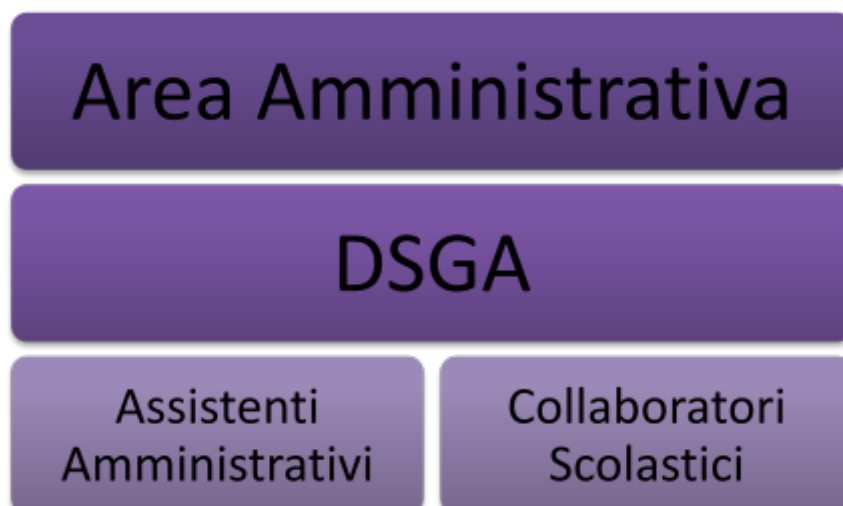 Area Amministrativa
DSGA
Assistenti
Amministrativi
Collaboratori
Scolastici